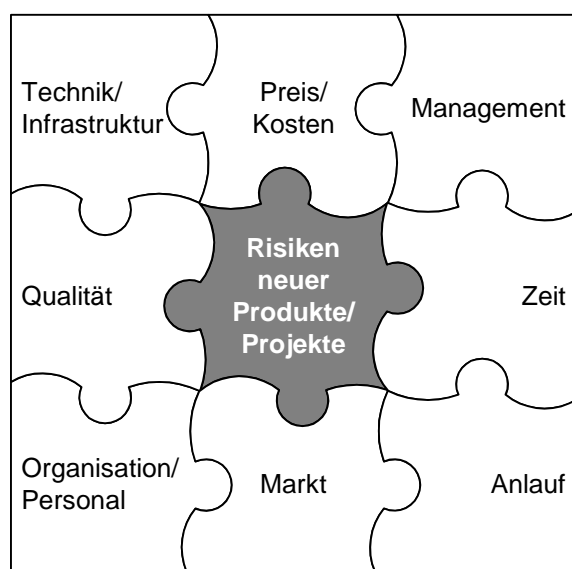 Technik/
Infrastruktur
Preis/
Kosten
Management
Qualität
Risiken
neuer
Produkte/
Projekte
Zeit
Organisation/
Personal
Markt
Anlauf